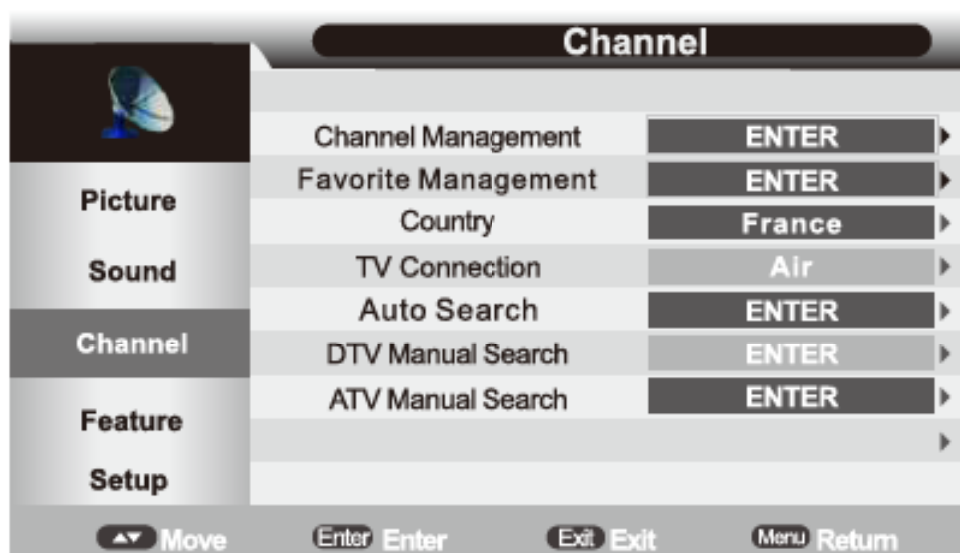 Channel
Channel Management ENTER
Favorite Management ENTER
Picture
Country France
Sound
TV Connection Air
Auto Search ENTER
Channel
DTV Manual Search ENTER
ATV Manual Search ENTER
Feature
Setup
Move Enter Enter Exit Exit Menu Return